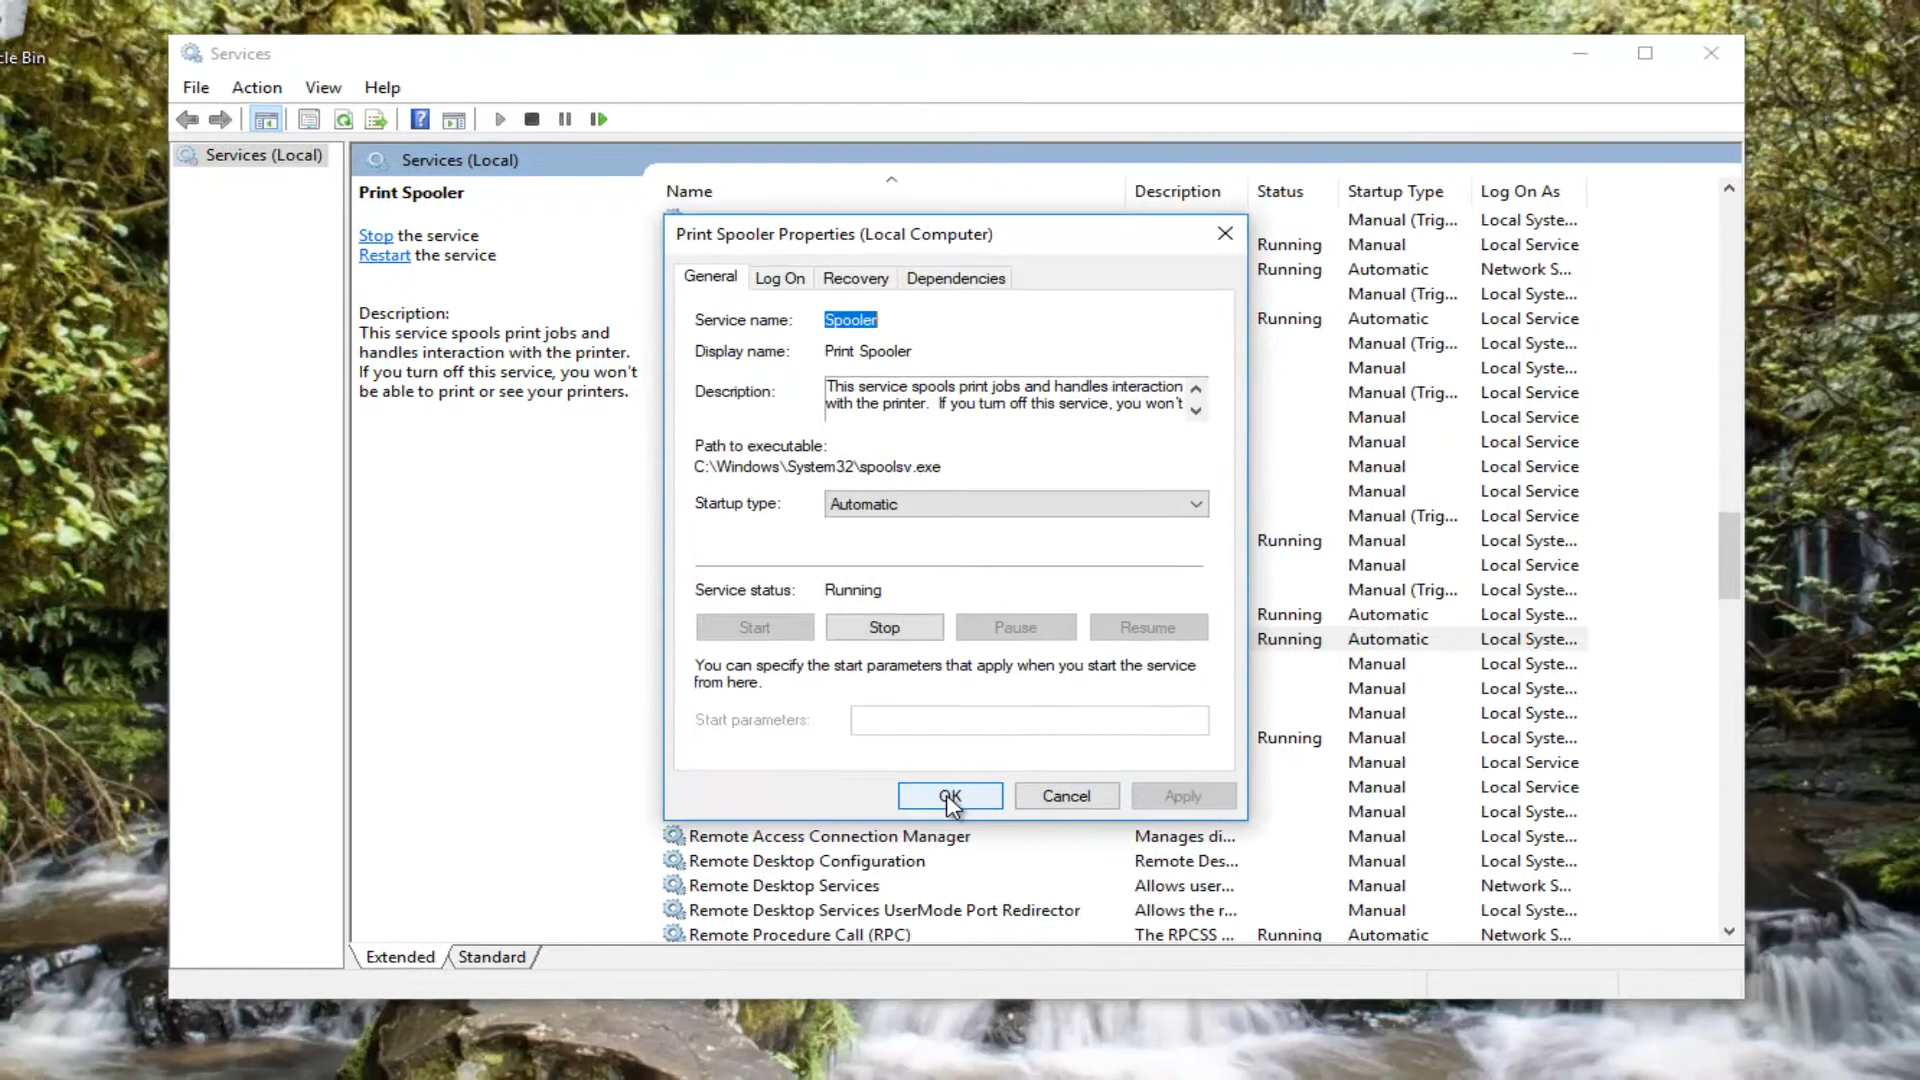 cle Bin
Services
File Action View Help
Services (Local)
Services (Local)
Print Spooler
Stop the service
Restart the service
Description:
This service spools print jobs and
handles interaction with the printer.
If you turn off this service, you won't
be able to print or see your printers.
Name Description Status Startup Type Log On As
Manual (Trig... Local Syste...
Running Manual Local Service
Running Automatic Network S...
Manual (Trig... Local Syste...
Running Automatic Local Service
Manual (Trig... Local Syste...
Manual Local Service
Manual (Trig... Local Syste...
Manual Local Service
Manual Local Service
Manual Local Service
Manual Local Service
Manual (Trig... Local Service
Running Manual Local Syste...
Manual Local Service
Manual (Trig... Local Syste...
Running Automatic Local Syste...
Running Automatic Local Syste...
Manual Local Syste...
Manual Local Syste...
Manual Local Syste...
Running Manual Local Syste...
Manual Local Service
Manual Local Syste...
Manual Local Syste...
Remote Access Connection Manager Manages di... Manual Local Syste...
Remote Desktop Configuration Remote Des... Manual Local Syste...
Remote Desktop Services Allows user... Manual Network S...
Remote Desktop Services UserMode Port Redirector Allows the r... Manual Local Syste...
Remote Procedure Call (RPC) The RPCSS ... Running Automatic Network S...
Print Spooler Properties (Local Computer)
General Log On Recovery Dependencies
Service name: Spooler
Display name: Print Spooler
Description: This service spools print jobs and handles interaction
with the printer. If you turn off this service, you won't
Path to executable:
C:\Windows\System32\spoolsv.exe
Startup type: Automatic
Service status: Running
Start Stop Pause Resume
You can specify the start parameters that apply when you start the service
from here.
Start parameters:
OK Cancel Apply
Extended Standard